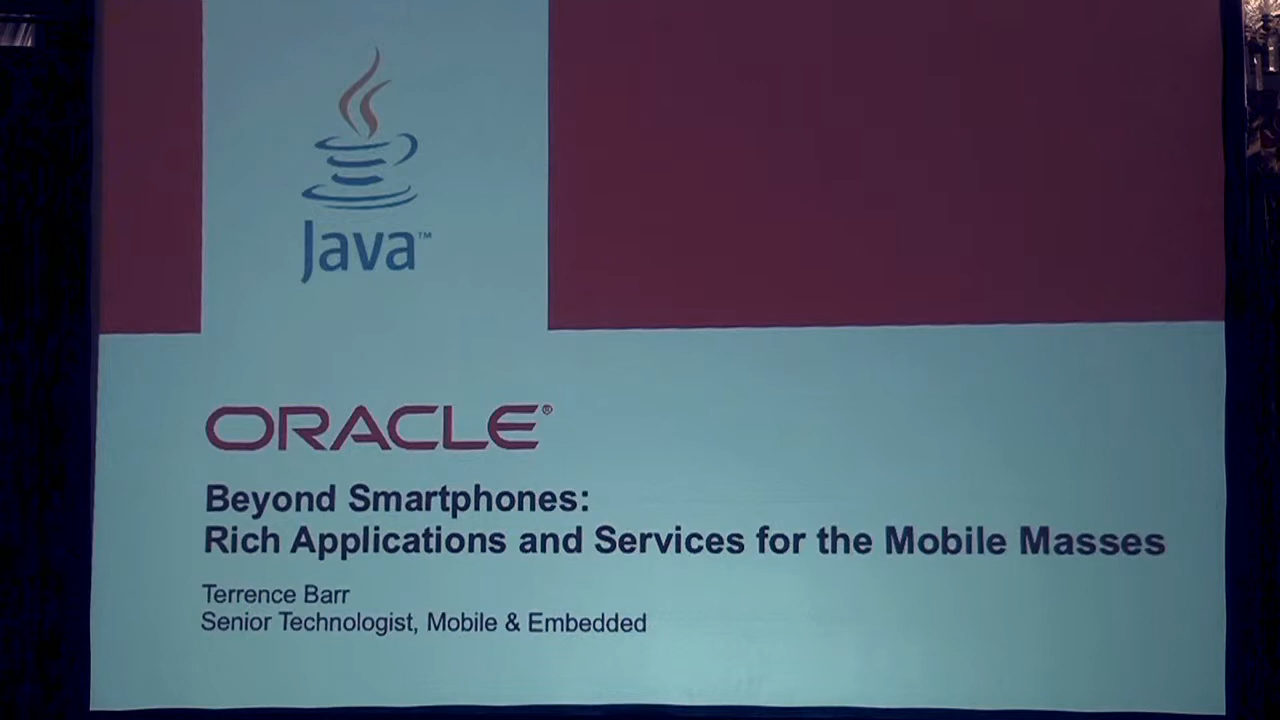 Java™
ORACLE®
Beyond Smartphones:
Rich Applications and Services for the Mobile Masses
Terrence Barr
Senior Technologist, Mobile & Embedded